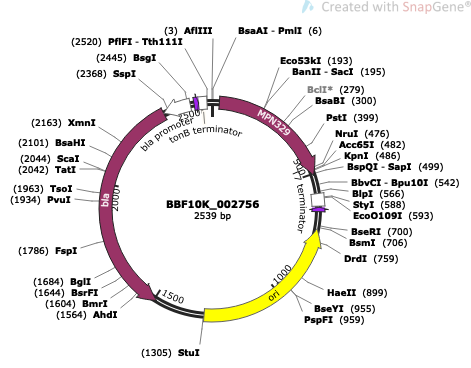 Created with SnapGene®
(3) AflIII
BsaAI - PmlI (6)
(2520) PflFI - Tth111I
(2445) BsgI
(2368) SspI
Eco53kI (193)
BanII - SacI (195)
BclI* (279)
BsaBI (300)
PstI (399)
NruI (476)
Acc65I (482)
KpnI (486)
BspQI - SapI (499)
BbvCI - Bpu10I (542)
BlpI (566)
StyI (588)
EcoO109I (593)
BseRI (700)
BsmI (706)
DrdI (759)
HaeII (899)
BseYI (955)
PspFI (959)
(1305) StuI
(1564) AhdI
(1604) BmrI
(1644) BsrFI
(1684) BglI
(1786) FspI
(1934) PvuI
(1963) TsoI
(2042) TatI
(2044) ScaI
(2101) BsaHI
(2163) XmnI
bla promoter
tonB terminator
MPN329
T7 terminator
ori
bla
500
1000
1500
2000
2500
BBF10K_002756
2539 bp